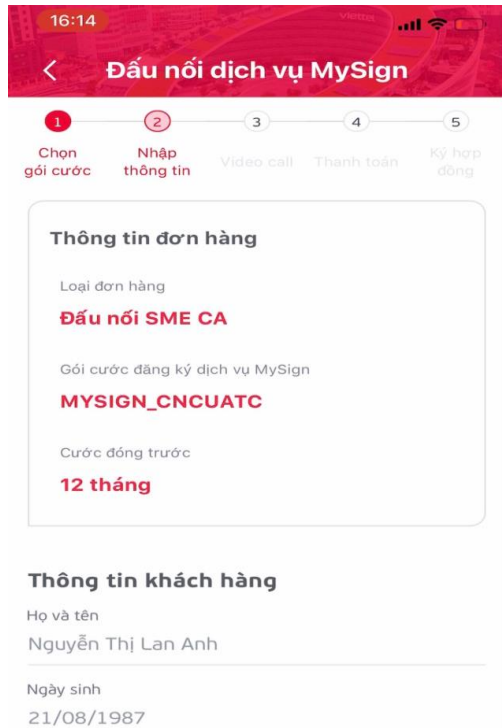 16:14
viettel
Đấu nối dịch vụ MySign
1
2
3
4
5
Chọn
gói cước
Nhập
thông tin
Video call
Thanh toán
Ký hợp
đồng
Thông tin đơn hàng
Loại đơn hàng
Đấu nối SME CA
Gói cước đăng ký dịch vụ MySign
MYSIGN_CNCUATC
Cước đóng trước
12 tháng
Thông tin khách hàng
Họ và tên
Nguyễn Thị Lan Anh
Ngày sinh
21/08/1987